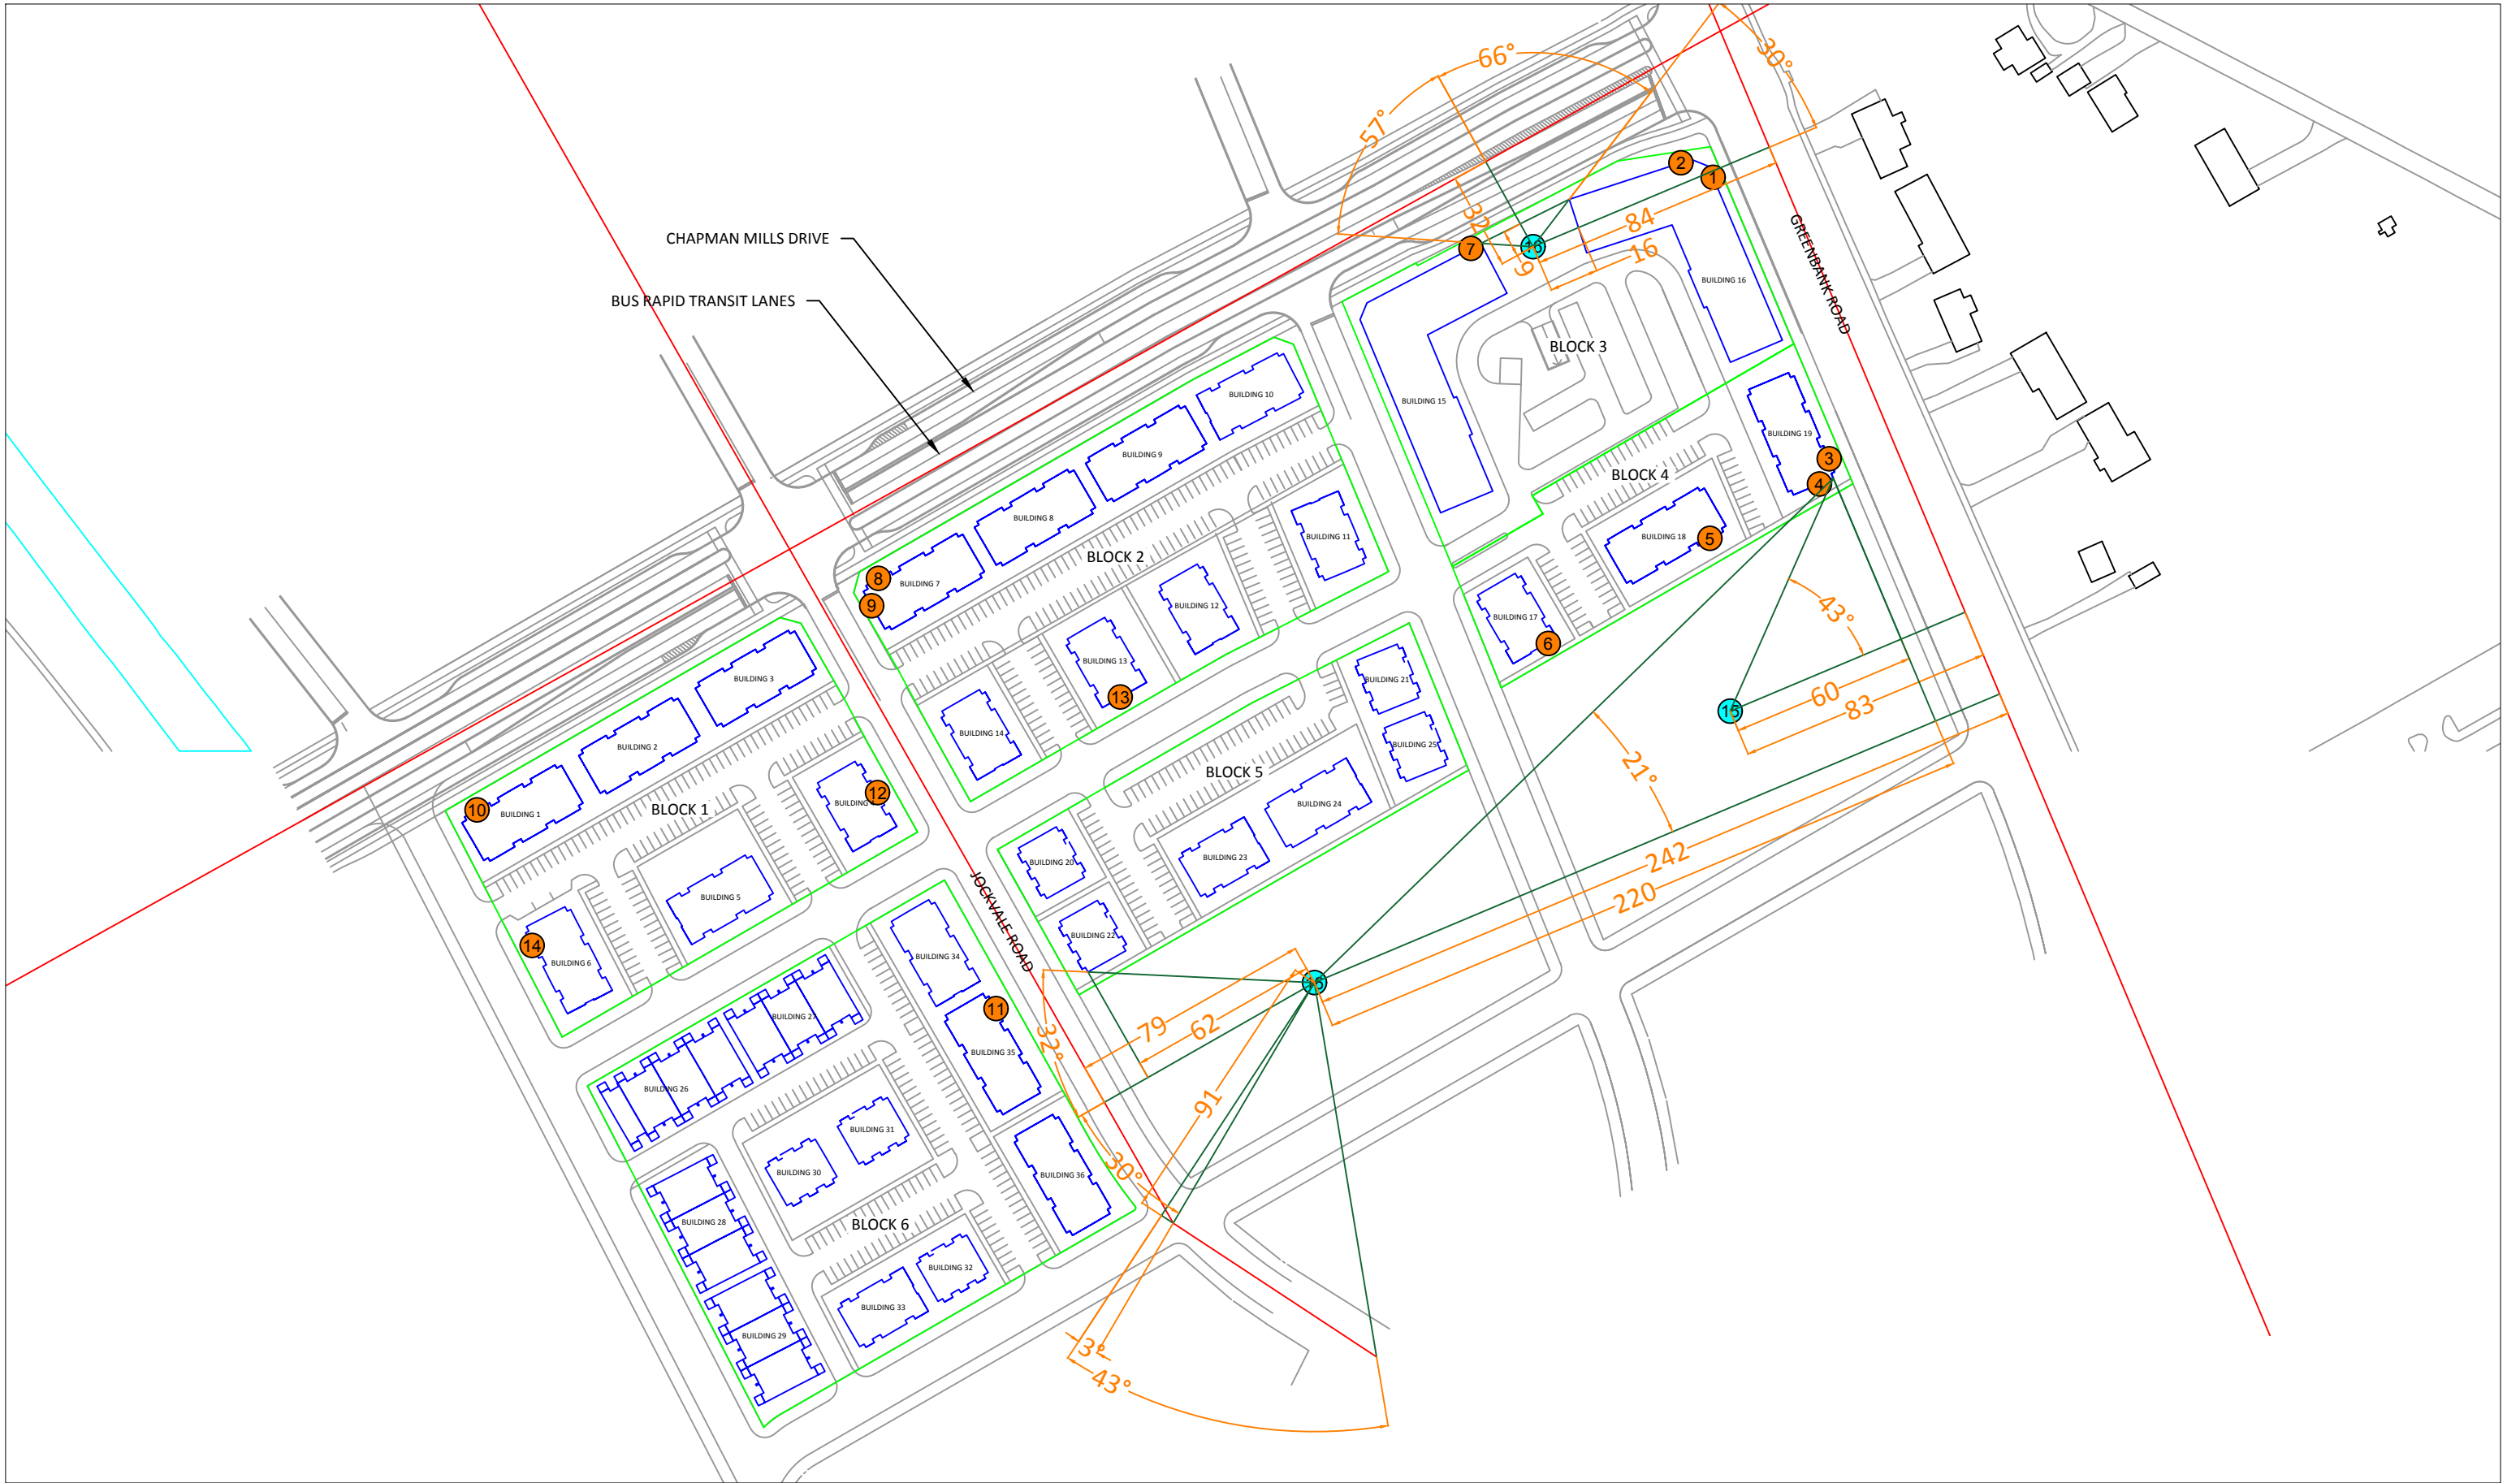 66°
30°
57°
2
1
CHAPMAN MILLS DRIVE
32
84
7
16
16
19
GREENBANK ROAD
BUS RAPID TRANSIT LANES
BUILDING 16
BLOCK 3
BUILDING 10
BUILDING 15
BUILDING 19
BUILDING 9
3
BLOCK 4
4
BUILDING 8
BUILDING 11
BUILDING 18
5
BLOCK 2
8
BUILDING 7
9
BUILDING 12
43°
BUILDING 17
6
BUILDING 13
BUILDING 3
BUILDING 21
13
60
83
15
BUILDING 14
BUILDING 2
BUILDING 25
21°
BLOCK 5
12
BUILDING 4
BUILDING 24
10
BLOCK 1
BUILDING 1
242
BUILDING 23
BUILDING 20
BUILDING 5
220
JOCKVALE ROAD
BUILDING 22
14
BUILDING 34
BUILDING 6
11
BUILDING 27
79
62
32°
BUILDING 35
BUILDING 26
91
BUILDING 31
30°
BUILDING 30
BUILDING 36
BUILDING 28
BLOCK 6
BUILDING 32
BUILDING 33
BUILDING 29
3°
43°